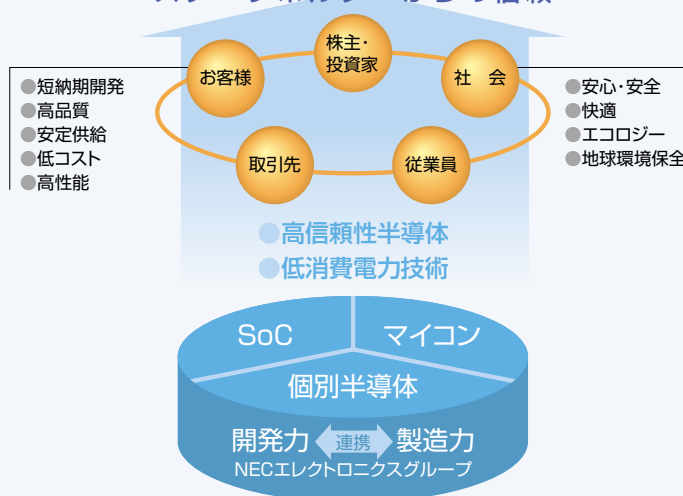 株主・
投資家
お客様
社 会
●短納期開発
●高品質
●安定供給
●低コスト
●高性能
●安心・安全
●快適
●エコロジー
●地球環境保全
取引先
従業員
●高信頼性半導体
●低消費電力技術
SoC
マイコン
個別半導体
開発力 連携 製造力
NECエレクトロニクスグループ